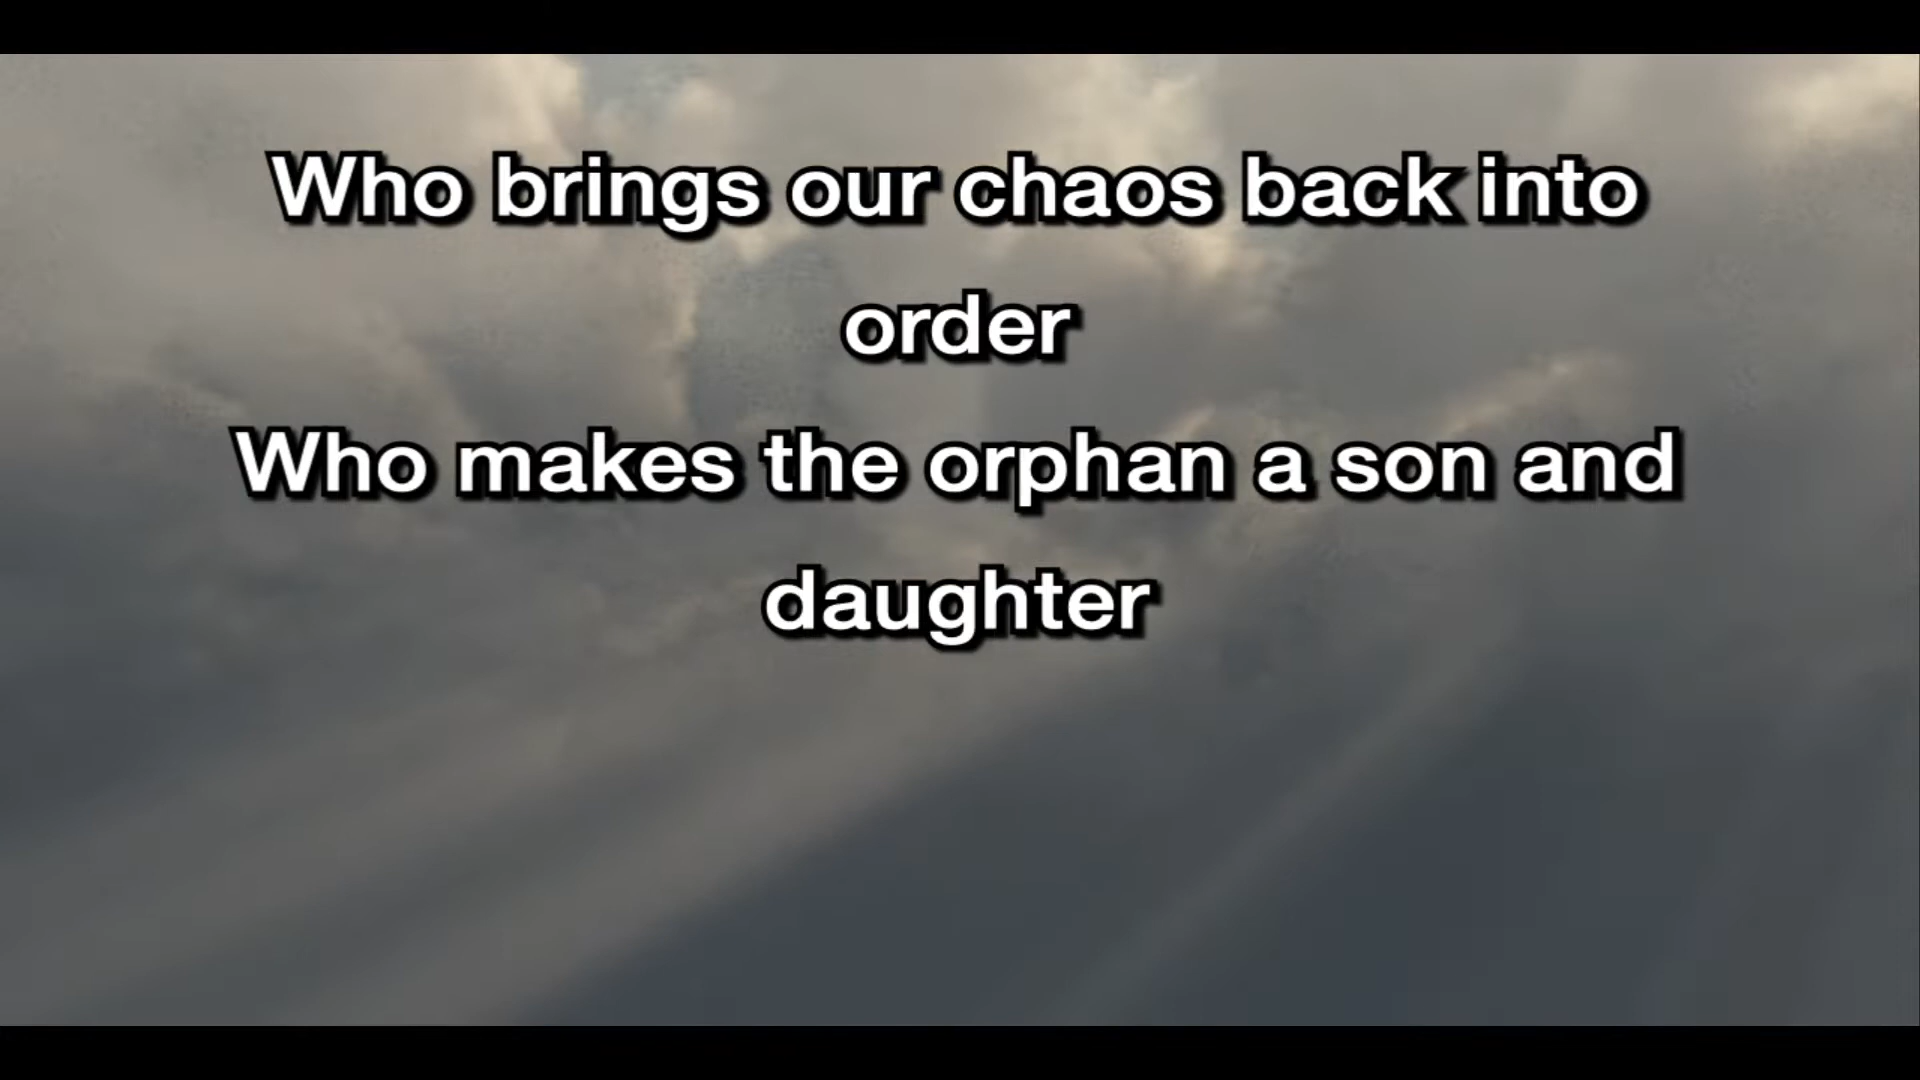 Who brings our chaos back into
order
Who makes the orphan a son and
daughter